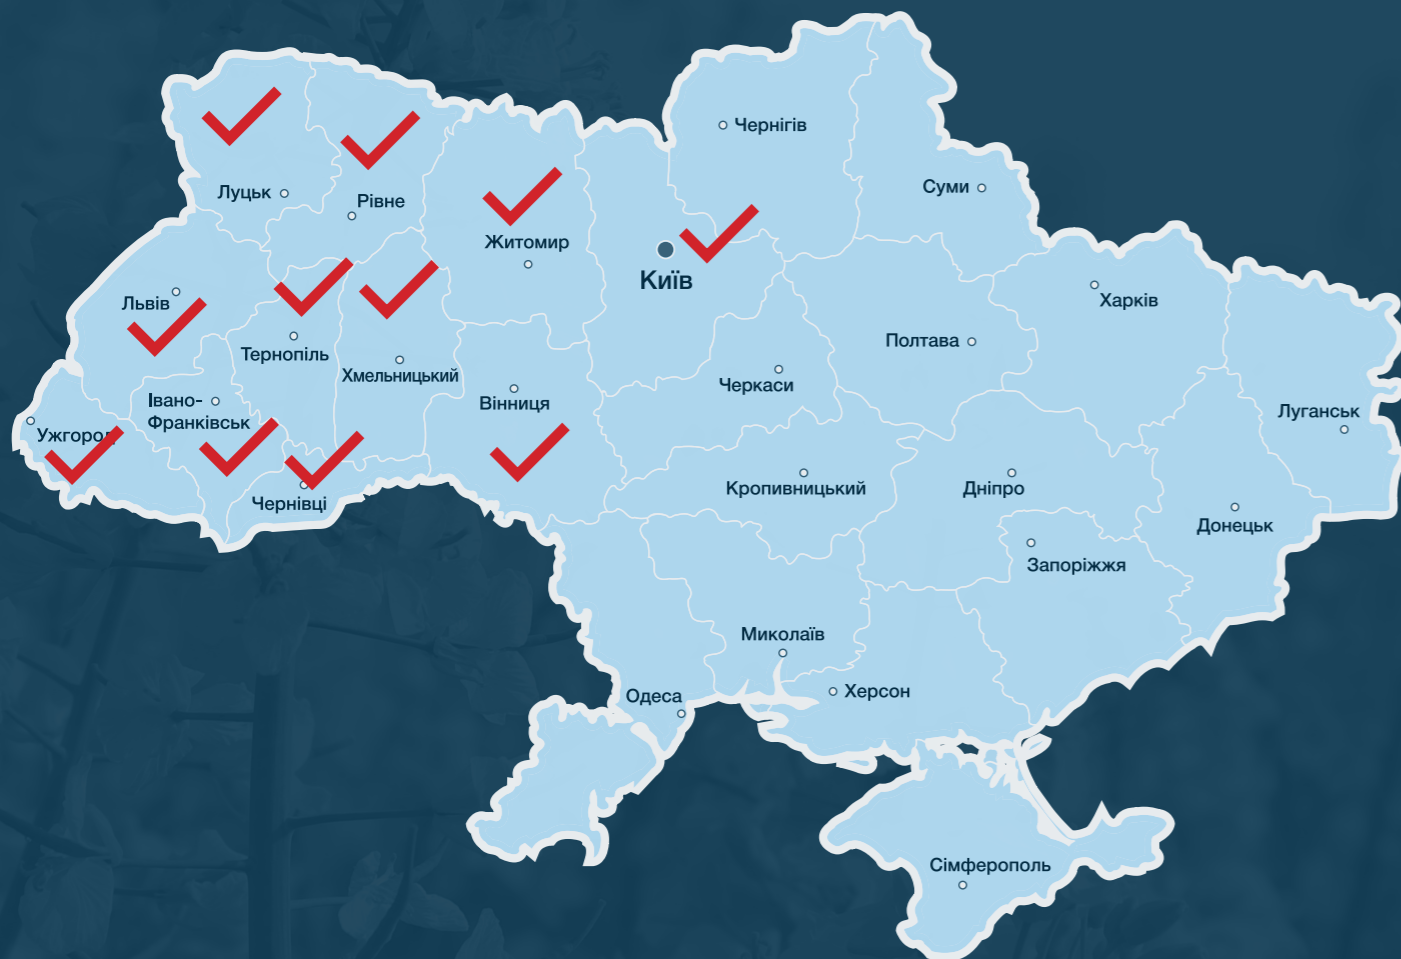 Чернігів
Суми
Луцьк
Рівне
Житомир
Київ
Львів
Харків
Тернопіль
Хмельницький
Полтава
Черкаси
Івано-
Франківськ
Вінниця
Луганськ
Ужгород
Чернівці
Кропивницький
Дніпро
Донецьк
Запоріжжя
Миколаїв
Одеса
Херсон
Сімферополь